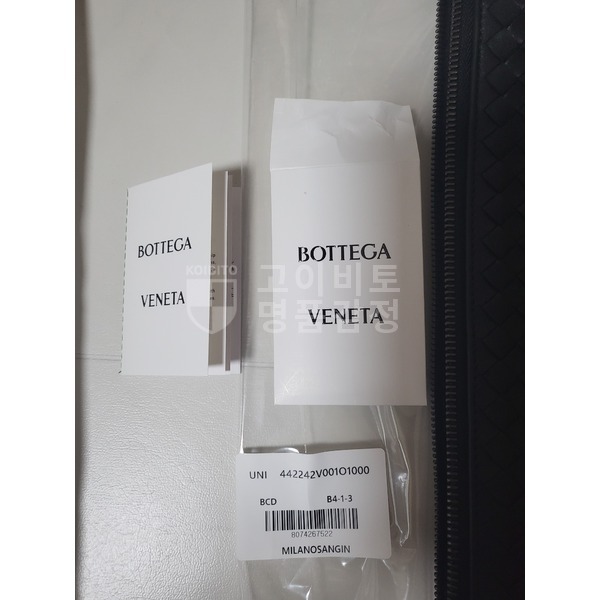 BOTTEGA
VENETA
BOTTEGA
VENETA
KOICITO
고이비토
명품감정
UNI 442242V001O1000
BCD B4-1-3
8074267522
MILANOSANGIN